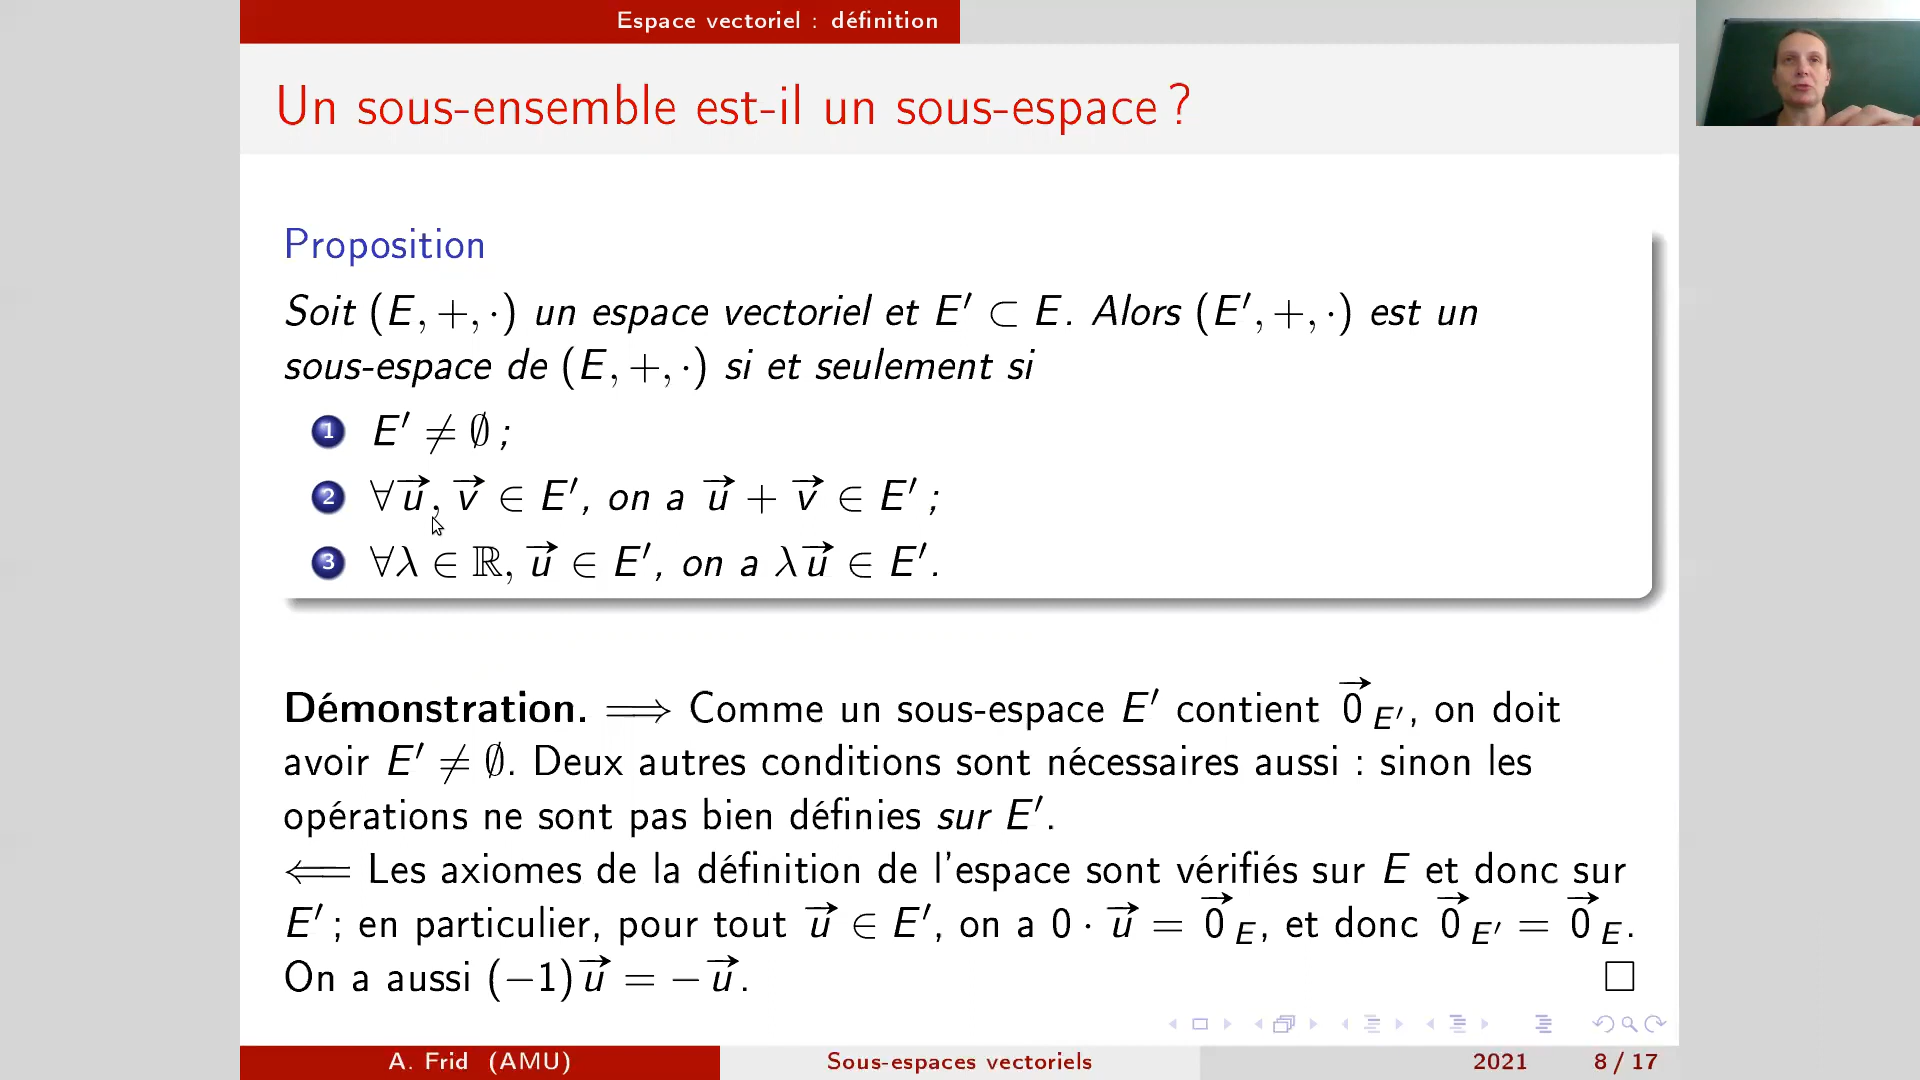 Espace vectoriel : définition
Un sous-ensemble est-il un sous-espace ?
Proposition
Soit (E, +, ·) un espace vectoriel et E′ ⊂ E. Alors (E′, +, ·) est un
sous-espace de (E, +, ·) si et seulement si
1 E′ ≠ ∅ ;
2 ∀u⃗, v⃗ ∈ E′, on a u⃗ + v⃗ ∈ E′ ;
3 ∀λ ∈ ℝ, u⃗ ∈ E′, on a λu⃗ ∈ E′.
Démonstration. ⟹ Comme un sous-espace E′ contient 0⃗_E′, on doit
avoir E′ ≠ ∅. Deux autres conditions sont nécessaires aussi : sinon les
opérations ne sont pas bien définies sur E′.
⟸ Les axiomes de la définition de l'espace sont vérifiés sur E et donc sur
E′ ; en particulier, pour tout u⃗ ∈ E′, on a 0 · u⃗ = 0⃗_E, et donc 0⃗_E′ = 0⃗_E.
On a aussi (−1)u⃗ = −u⃗. □
A. Frid (AMU) Sous-espaces vectoriels 2021 8 / 17